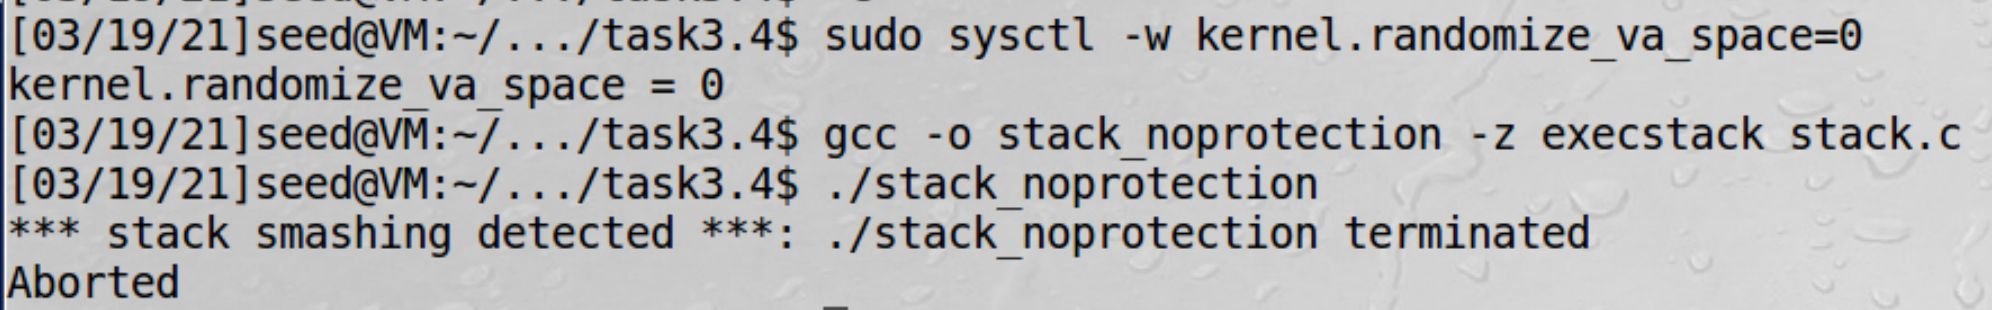 [03/19/21]seed@VM:~/.../task3.4$ sudo sysctl -w kernel.randomize_va_space=0
kernel.randomize_va_space = 0
[03/19/21]seed@VM:~/.../task3.4$ gcc -o stack_noprotection -z execstack stack.c
[03/19/21]seed@VM:~/.../task3.4$ ./stack_noprotection
*** stack smashing detected ***: ./stack_noprotection terminated
Aborted